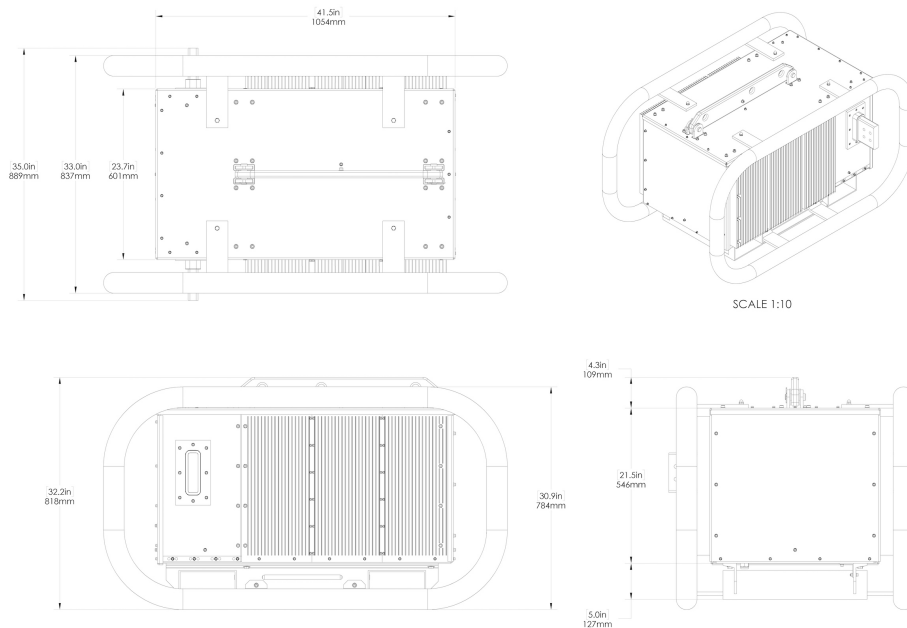 41.5in
1054mm
35.0in
889mm
33.0in
837mm
23.7in
601mm
SCALE 1:10
32.2in
818mm
30.9in
784mm
4.3in
109mm
21.5in
546mm
5.0in
127mm